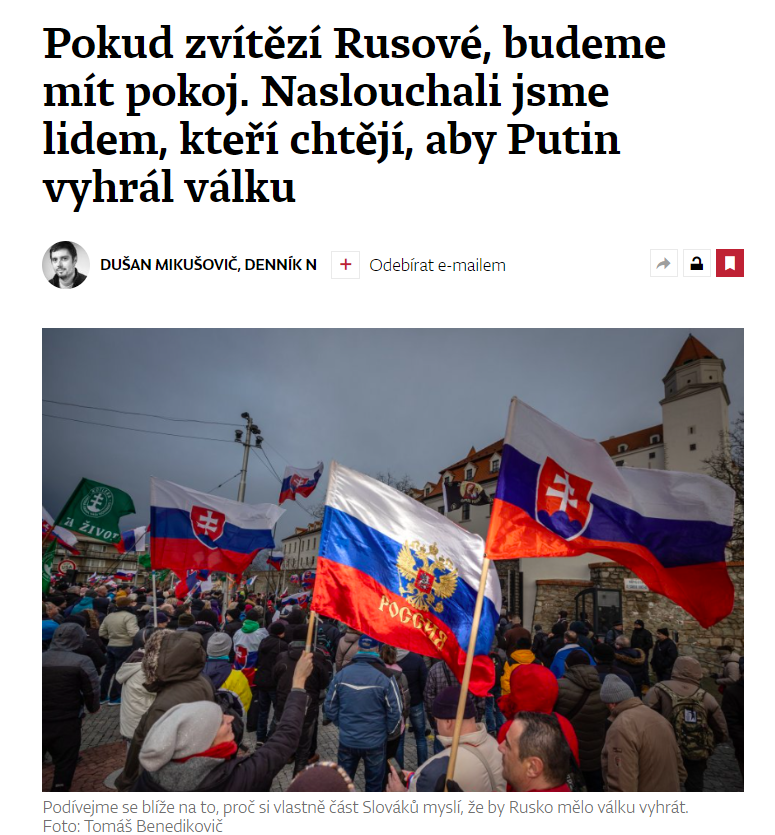 Pokud zvítězí Rusové, budeme
mít pokoj. Naslouchali jsme
lidem, kteří chtějí, aby Putin
vyhrál válku
DUŠAN MIKUŠOVIČ, DENNÍK N
+ Odebírat e-mailem
a život
РОССИЯ
Podívejme se blíže na to, proč si vlastně část Slováků myslí, že by Rusko mělo válku vyhrát.
Foto: Tomáš Benedikovič